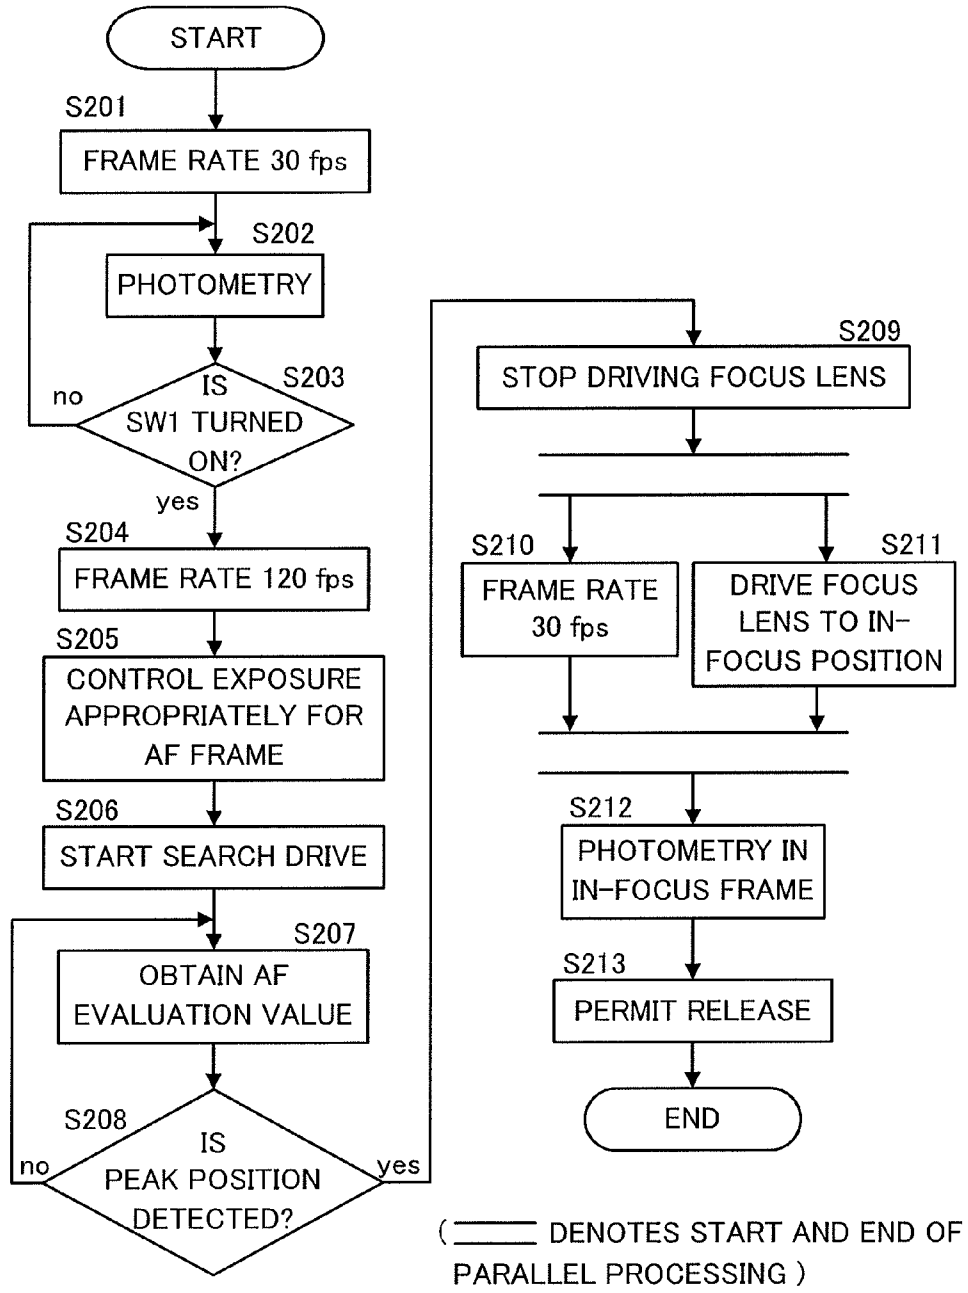 START
S201
FRAME RATE 30 fps
S202
PHOTOMETRY
S203
IS
SW1 TURNED
ON?
no
yes
S204
FRAME RATE 120 fps
S205
CONTROL EXPOSURE
APPROPRIATELY FOR
AF FRAME
S206
START SEARCH DRIVE
S207
OBTAIN AF
EVALUATION VALUE
S208
IS
PEAK POSITION
DETECTED?
no
yes
S209
STOP DRIVING FOCUS LENS
S210
FRAME RATE
30 fps
S211
DRIVE FOCUS
LENS TO IN-
FOCUS POSITION
S212
PHOTOMETRY IN
IN-FOCUS FRAME
S213
PERMIT RELEASE
END
( DENOTES START AND END OF
PARALLEL PROCESSING )